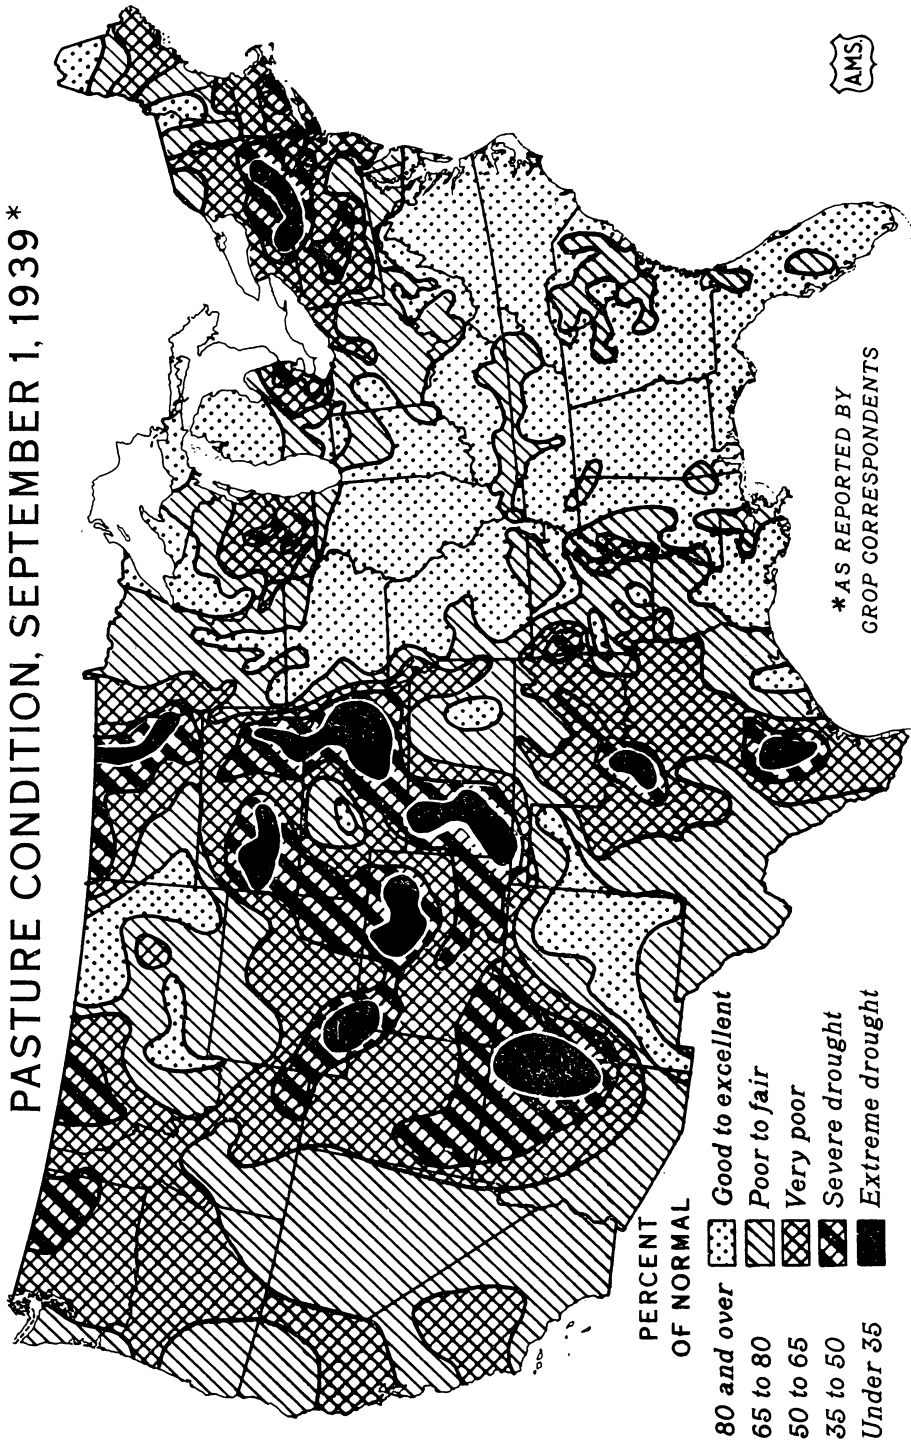 PASTURE CONDITION, SEPTEMBER 1, 1939*
A.M.S.
*AS REPORTED BY
CROP CORRESPONDENTS
PERCENT
OF NORMAL
80 and over Good to excellent
65 to 80 Poor to fair
50 to 65 Very poor
35 to 50 Severe drought
Under 35 Extreme drought